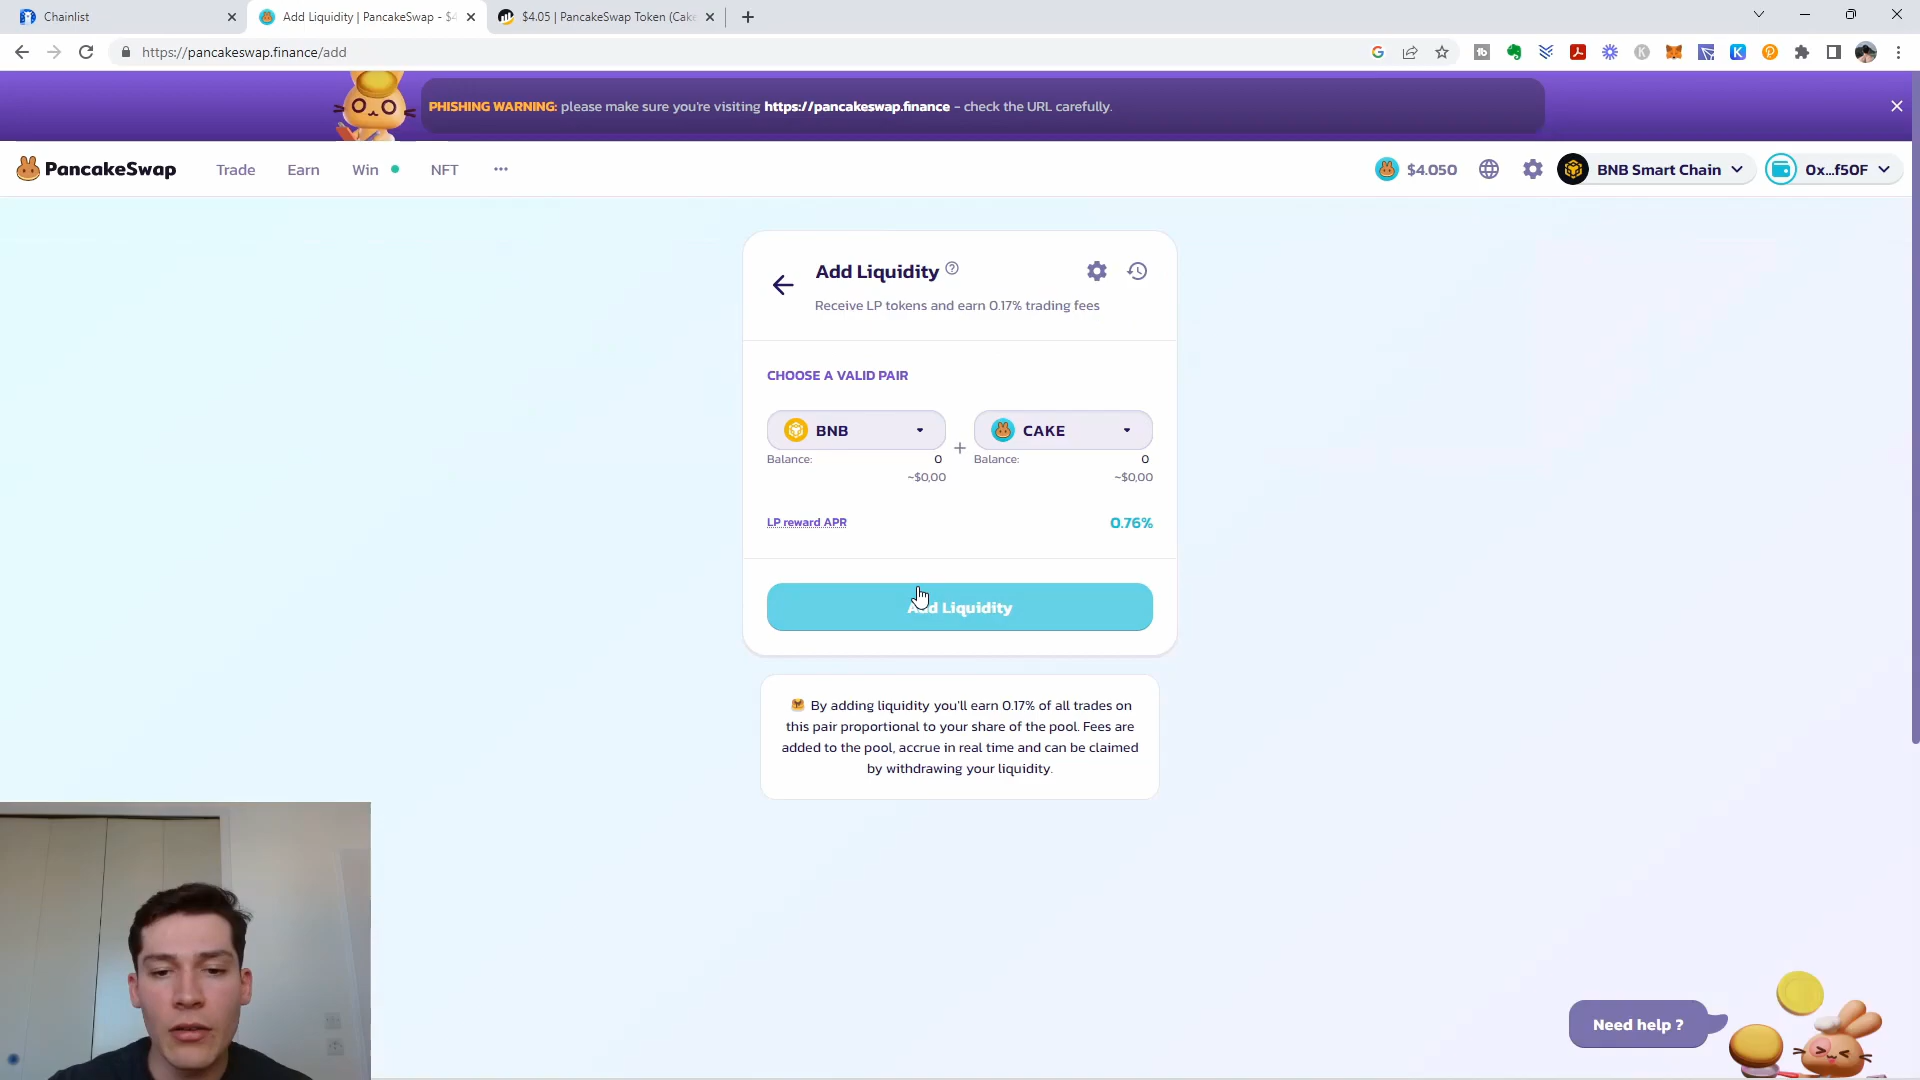 Chainlist
Add Liquidity | PancakeSwap - $4
$4.05 | PancakeSwap Token (Cake
https://pancakeswap.finance/add
PHISHING WARNING: please make sure you're visiting https://pancakeswap.finance - check the URL carefully.
PancakeSwap
Trade
Earn
Win
NFT
$4.050
BNB Smart Chain
0x...f50F
Add Liquidity
Receive LP tokens and earn 0.17% trading fees
CHOOSE A VALID PAIR
BNB
CAKE
Balance: 0
Balance: 0
~$0,00
~$0,00
LP reward APR
0.76%
Add Liquidity
By adding liquidity you'll earn 0.17% of all trades on
this pair proportional to your share of the pool. Fees are
added to the pool, accrue in real time and can be claimed
by withdrawing your liquidity.
Need help ?